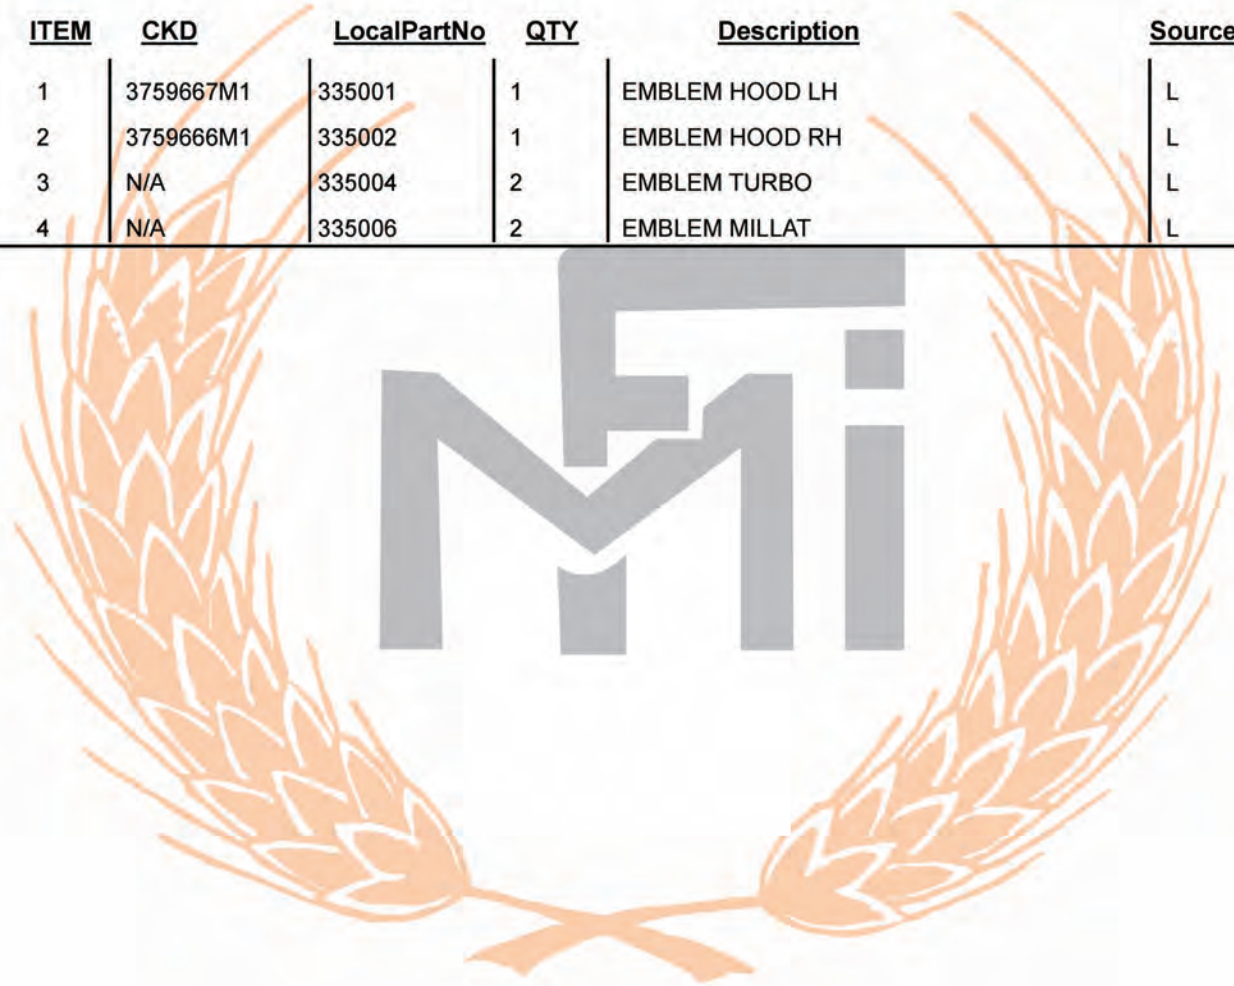 ITEM CKD LocalPartNo QTY Description Source
1 3759667M1 335001 1 EMBLEM HOOD LH L
2 3759666M1 335002 1 EMBLEM HOOD RH L
3 N/A 335004 2 EMBLEM TURBO L
4 N/A 335006 2 EMBLEM MILLAT L